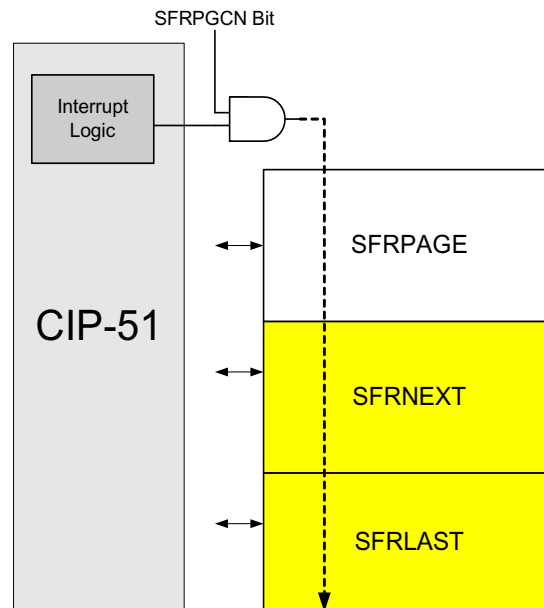 SFRPGCN Bit
Interrupt
Logic
SFRPAGE
CIP-51
SFRNEXT
SFRLAST